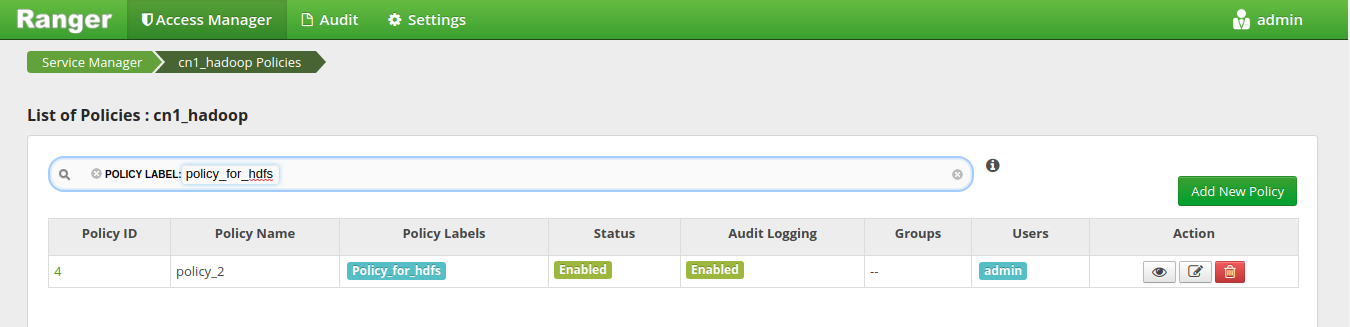 Ranger Access Manager Audit Settings admin
Service Manager cn1_hadoop Policies
List of Policies : cn1_hadoop
POLICY LABEL: policy_for_hdfs
Add New Policy
Policy ID Policy Name Policy Labels Status Audit Logging Groups Users Action
4 policy_2 Policy_for_hdfs Enabled Enabled -- admin